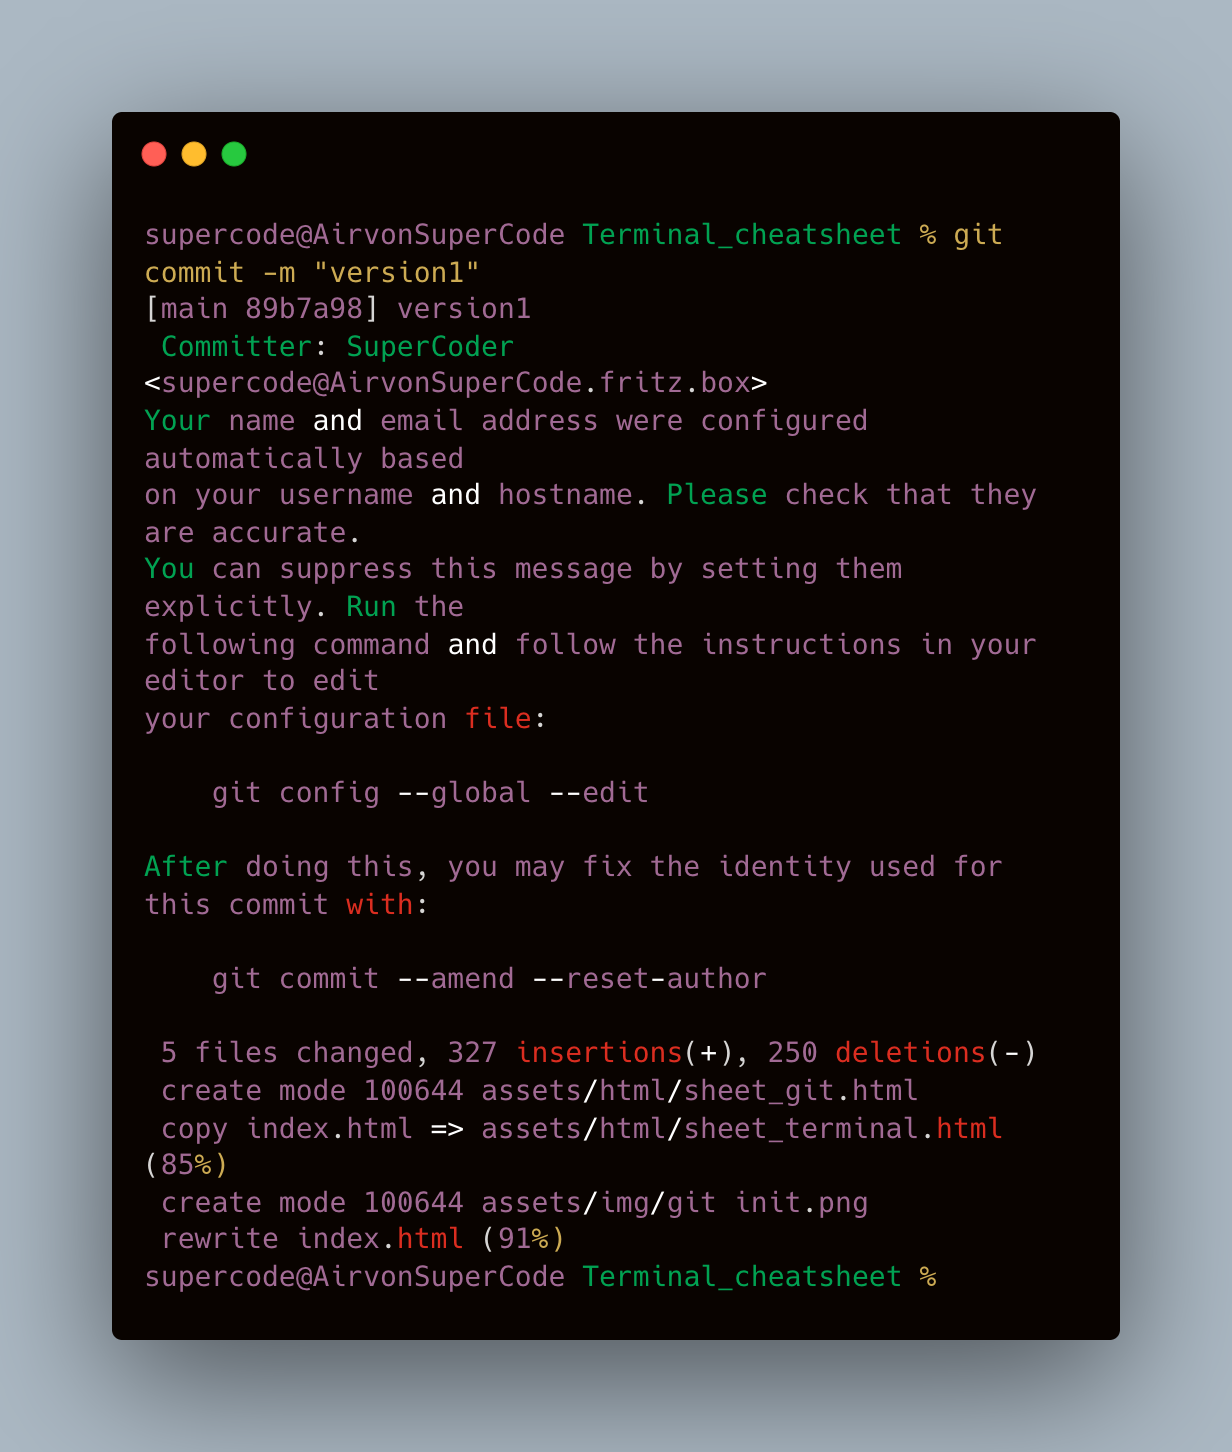 supercode@AirvonSuperCode Terminal_cheatsheet % git
commit -m "version1"
[main 89b7a98] version1
 Committer: SuperCoder
<supercode@AirvonSuperCode.fritz.box>
Your name and email address were configured
automatically based
on your username and hostname. Please check that they
are accurate.
You can suppress this message by setting them
explicitly. Run the
following command and follow the instructions in your
editor to edit
your configuration file:

    git config --global --edit

After doing this, you may fix the identity used for
this commit with:

    git commit --amend --reset-author

 5 files changed, 327 insertions(+), 250 deletions(-)
 create mode 100644 assets/html/sheet_git.html
 copy index.html => assets/html/sheet_terminal.html
(85%)
 create mode 100644 assets/img/git init.png
 rewrite index.html (91%)
supercode@AirvonSuperCode Terminal_cheatsheet %